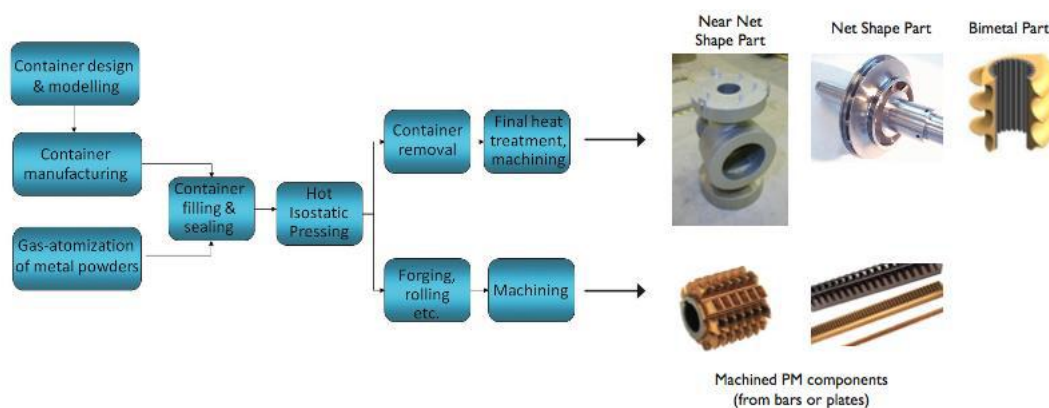 Container design
& modelling
Container
manufacturing
Gas-atomization
of metal powders
Container
filling &
sealing
Hot
Isostatic
Pressing
Container
removal
Final heat
treatment,
machining
Forging,
rolling
etc.
Machining
Near Net
Shape Part
Net Shape Part
Bimetal Part
Machined PM components
(from bars or plates)